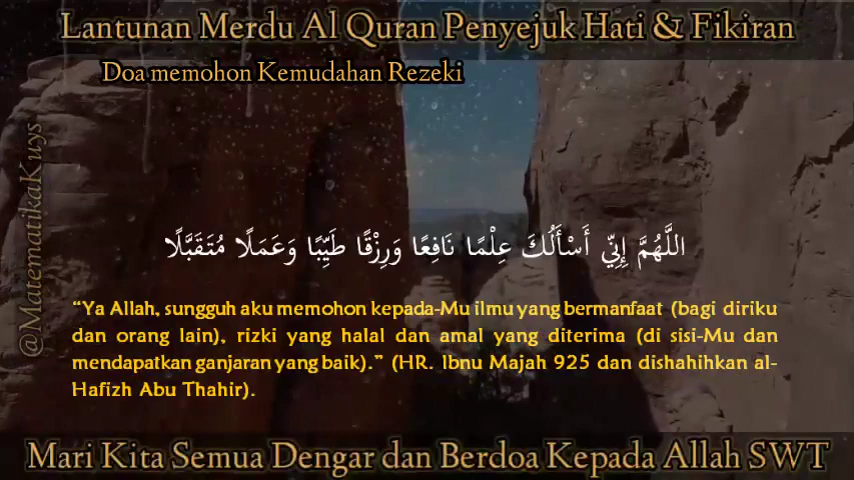 Lantunan Merdu Al Quran Penyejuk Hati & Fikiran
Doa memohon Kemudahan Rezeki
@MatematikaKuys
اللَّهُمَّ إِنِّي أَسْأَلُكَ عِلْمًا نَافِعًا وَرِزْقًا طَيِّبًا وَعَمَلًا مُتَقَبَّلًا
“Ya Allah, sungguh aku memohon kepada-Mu ilmu yang bermanfaat (bagi diriku
dan orang lain), rizki yang halal dan amal yang diterima (di sisi-Mu dan
mendapatkan ganjaran yang baik).” (HR. Ibnu Majah 925 dan dishahihkan al-
Hafizh Abu Thahir).
Mari Kita Semua Dengar dan Berdoa Kepada Allah SWT